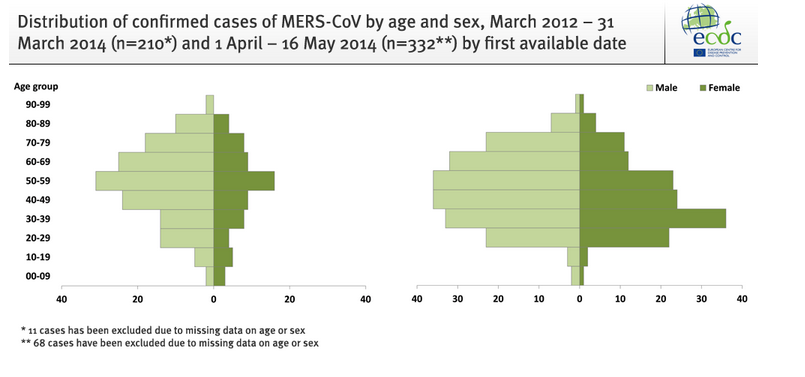 Distribution of confirmed cases of MERS-CoV by age and sex, March 2012 – 31
March 2014 (n=210*) and 1 April – 16 May 2014 (n=332**) by first available date
ecdc
EUROPEAN CENTRE FOR
DISEASE PREVENTION
AND CONTROL
Age group
Male Female
90-99
80-89
70-79
60-69
50-59
40-49
30-39
20-29
10-19
00-09
40 20 0 20 40
40 30 20 10 0 10 20 30 40
* 11 cases has been excluded due to missing data on age or sex
** 68 cases have been excluded due to missing data on age or sex